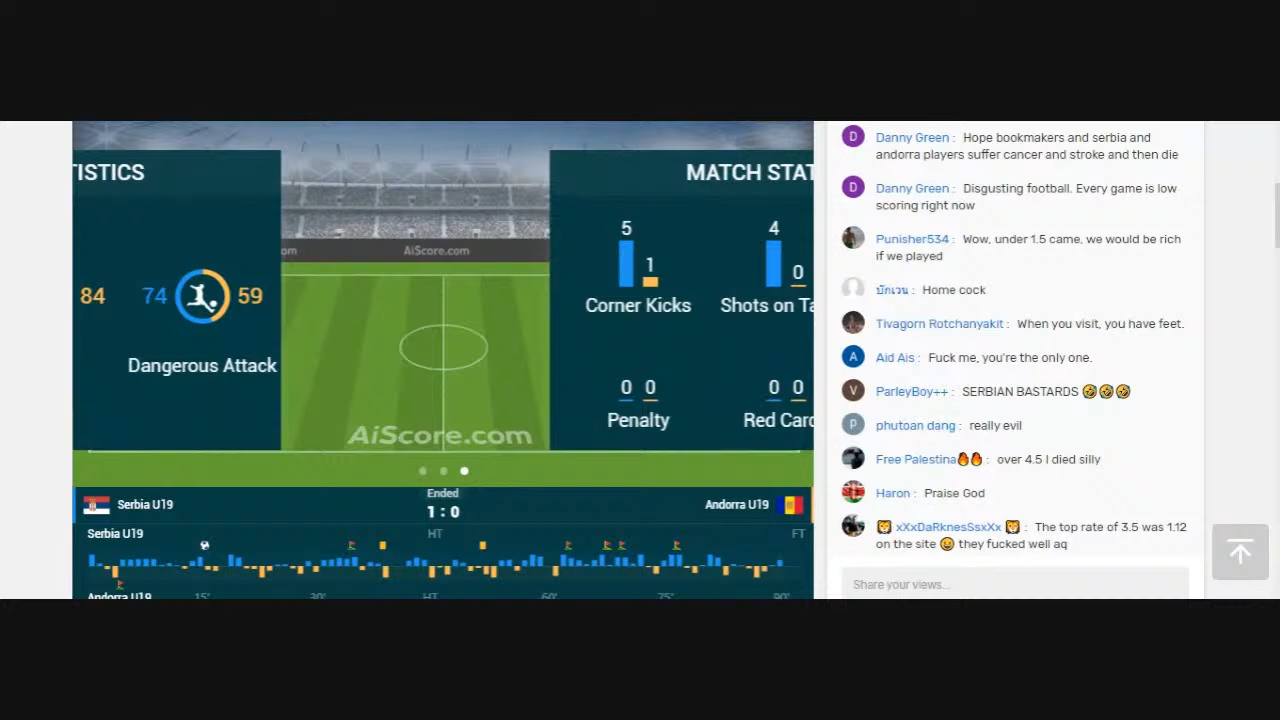 TISTICS
MATCH STAT
84
74
59
Dangerous Attack
om
AiScore.com
AiScore.com
5
1
Corner Kicks
4
0
Shots on Ta
0 0
Penalty
0 0
Red Card
Serbia U19
Ended
1 : 0
Andorra U19
Serbia U19
HT
FT
Andorra U19
15'
30'
HT
60'
75'
90'
D
Danny Green : Hope bookmakers and serbia and
andorra players suffer cancer and stroke and then die
D
Danny Green : Disgusting football. Every game is low
scoring right now
Punisher534 : Wow, under 1.5 came, we would be rich
if we played
บักเวน : Home cock
Tivagorn Rotchanyakit : When you visit, you have feet.
A
Aid Ais : Fuck me, you're the only one.
V
ParleyBoy++ : SERBIAN BASTARDS 🤣🤣🤣
P
phutoan dang : really evil
Free Palestina🔥🔥 : over 4.5 I died silly
Haron : Praise God
🦁 xXxDaRknesSsxXx 🦁 : The top rate of 3.5 was 1.12
on the site 😀 they fucked well aq
Share your views...